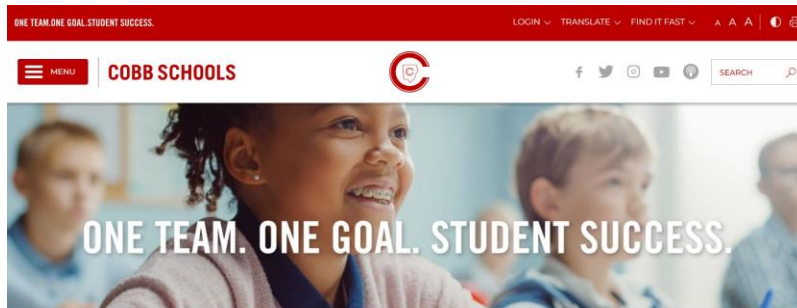 ONE TEAM.ONE GOAL.STUDENT SUCCESS.
LOGIN TRANSLATE FIND IT FAST A A A
MENU
COBB SCHOOLS
C
SEARCH
ONE TEAM. ONE GOAL. STUDENT SUCCESS.